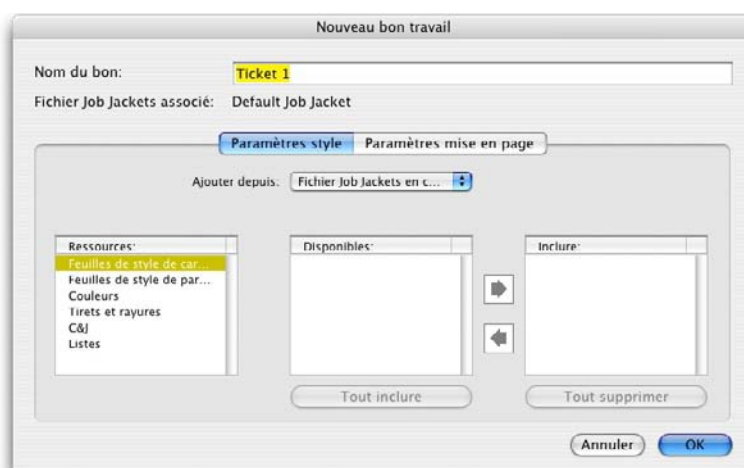 Nouveau bon travail
Nom du bon: Ticket 1
Fichier Job Jackets associé: Default Job Jacket
Paramètres style Paramètres mise en page
Ajouter depuis: Fichier Job Jackets en c...
Ressources: Disponibles: Inclure:
Feuilles de style de car...
Feuilles de style de par...
Couleurs
Tirets et rayures
C&J
Listes
Tout inclure Tout supprimer
Annuler OK